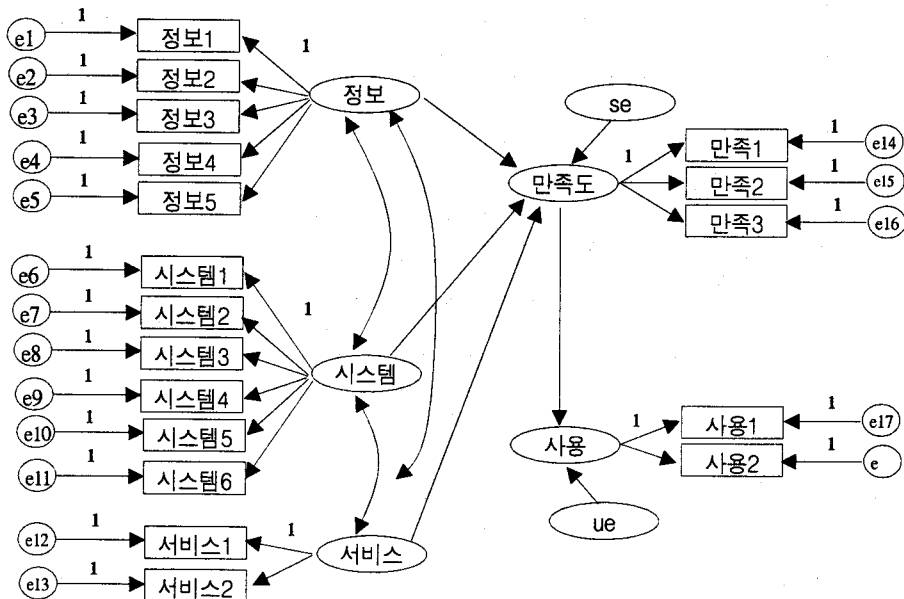 e1 1 정보1 1
e2 1 정보2
e3 1 정보3
e4 1 정보4
e5 1 정보5
정보
se
만족도 1
만족1 1 e14
만족2 1 e15
만족3 1 e16
e6 1 시스템1 1
e7 1 시스템2
e8 1 시스템3
e9 1 시스템4
e10 1 시스템5
e11 1 시스템6
시스템
사용 1
사용1 1 e17
사용2 1 e
ue
e12 1 서비스1 1
e13 1 서비스2
서비스